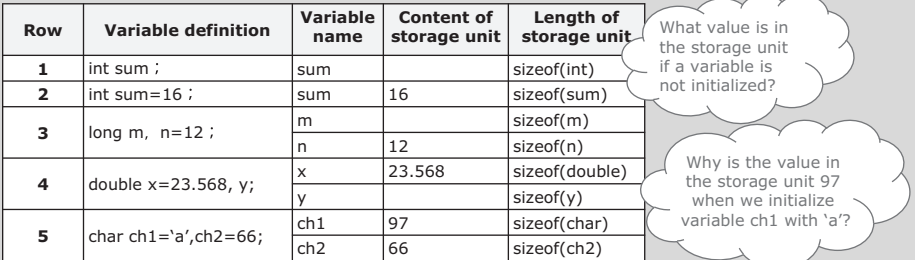 Row Variable definition Variable name Content of storage unit Length of storage unit
1 int sum ; sum sizeof(int)
2 int sum=16 ; sum 16 sizeof(sum)
3 long m, n=12 ; m sizeof(m)
n 12 sizeof(n)
4 double x=23.568, y; x 23.568 sizeof(double)
y sizeof(y)
5 char ch1=‘a’,ch2=66; ch1 97 sizeof(char)
ch2 66 sizeof(ch2)
What value is in
the storage unit
if a variable is
not initialized?
Why is the value in
the storage unit 97
when we initialize
variable ch1 with ‘a’?